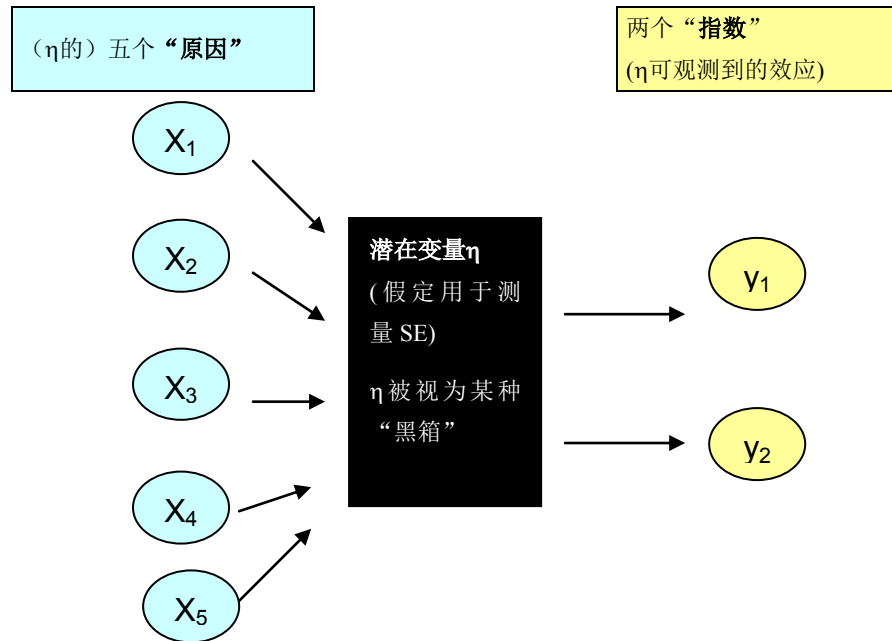 （η的）五个“原因”
两个“指数”
(η可观测到的效应)
X1
X2
X3
X4
X5
潜在变量η
(假定用于测
量 SE)
η被视为某种
“黑箱”
y1
y2